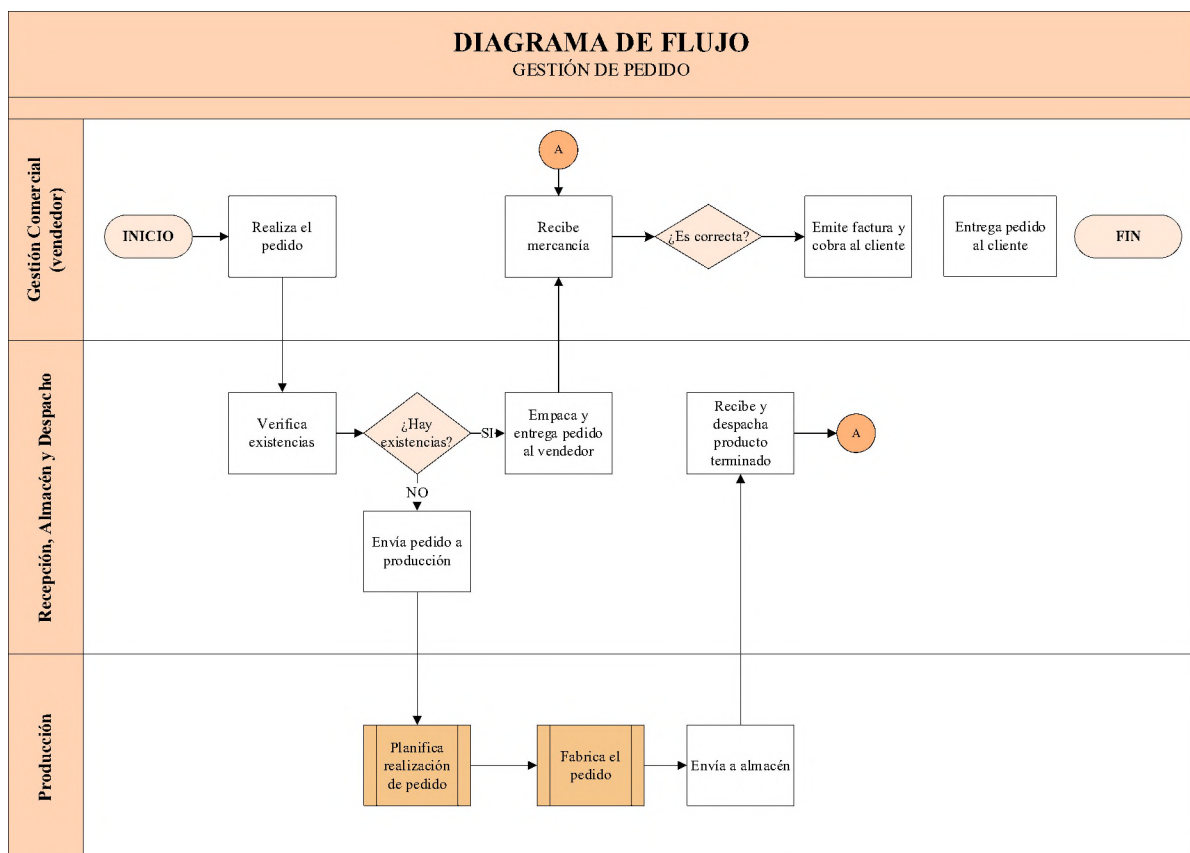 DIAGRAMA DE FLUJO
GESTIÓN DE PEDIDO
Gestión Comercial
(vendedor)
INICIO
Realiza el
pedido
A
Recibe
mercancía
¿Es correcta?
Emite factura y
cobra al cliente
Entrega pedido
al cliente
FIN
Recepción, Almacén y Despacho
Verifica
existencias
¿Hay
existencias?
SI
Empaca y
entrega pedido
al vendedor
Recibe y
despacha
producto
terminado
A
NO
Envía pedido a
producción
Producción
Planifica
realización
de pedido
Fabrica el
pedido
Envía a almacén